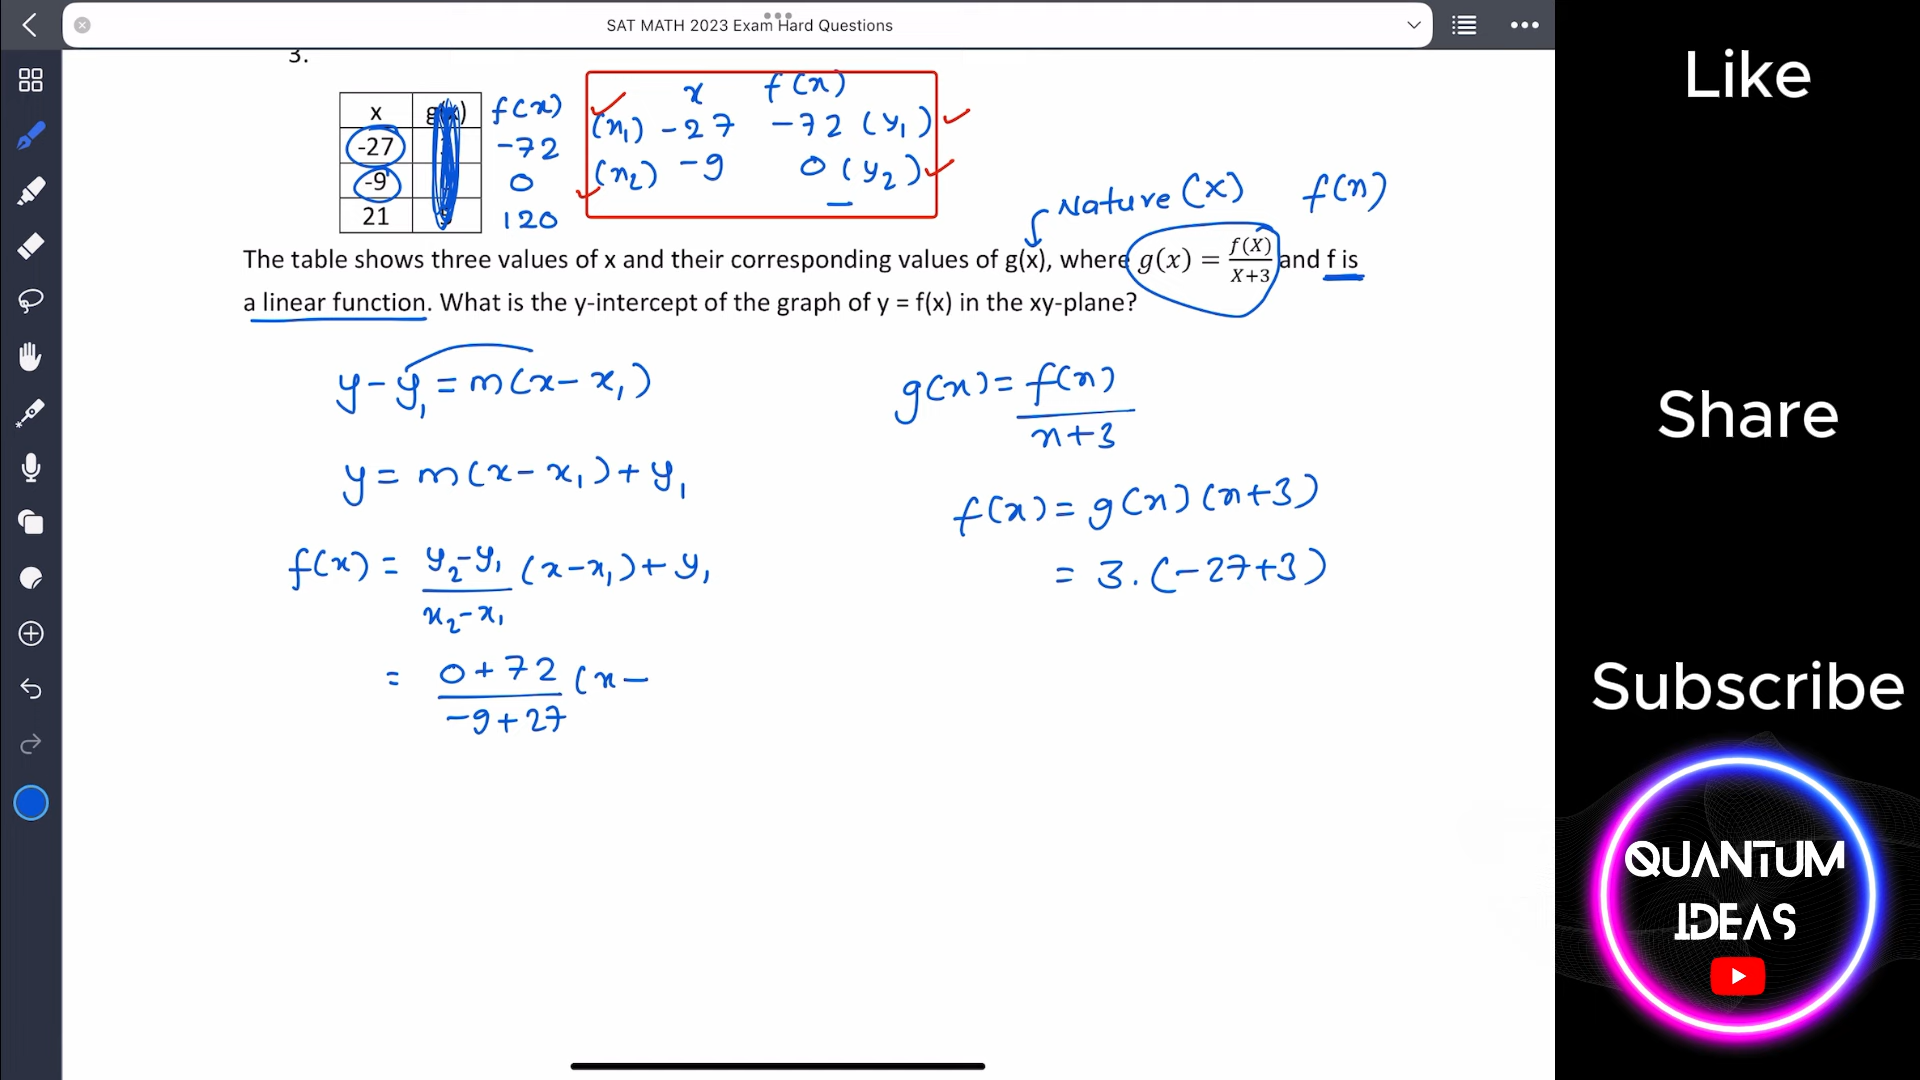 SAT MATH 2023 Exam Hard Questions
3.
x f(x)
-27 -72
-9 0
21 120
x f(x)
(x₁) -27 -72 (y₁)
(x₂) -9 0 (y₂)
Nature (x) f(x)
The table shows three values of x and their corresponding values of g(x), where g(x) = f(X)/X+3 and f is
a linear function. What is the y-intercept of the graph of y = f(x) in the xy-plane?
y - y₁ = m(x - x₁)
y = m(x - x₁) + y₁
f(x) = y₂-y₁/x₂-x₁ (x-x₁) + y₁
= 0+72/-9+27 (x -
g(x) = f(x)/x+3
f(x) = g(x) (x+3)
= 3.(-27+3)
Like
Share
Subscribe
QUANTUM
IDEAS